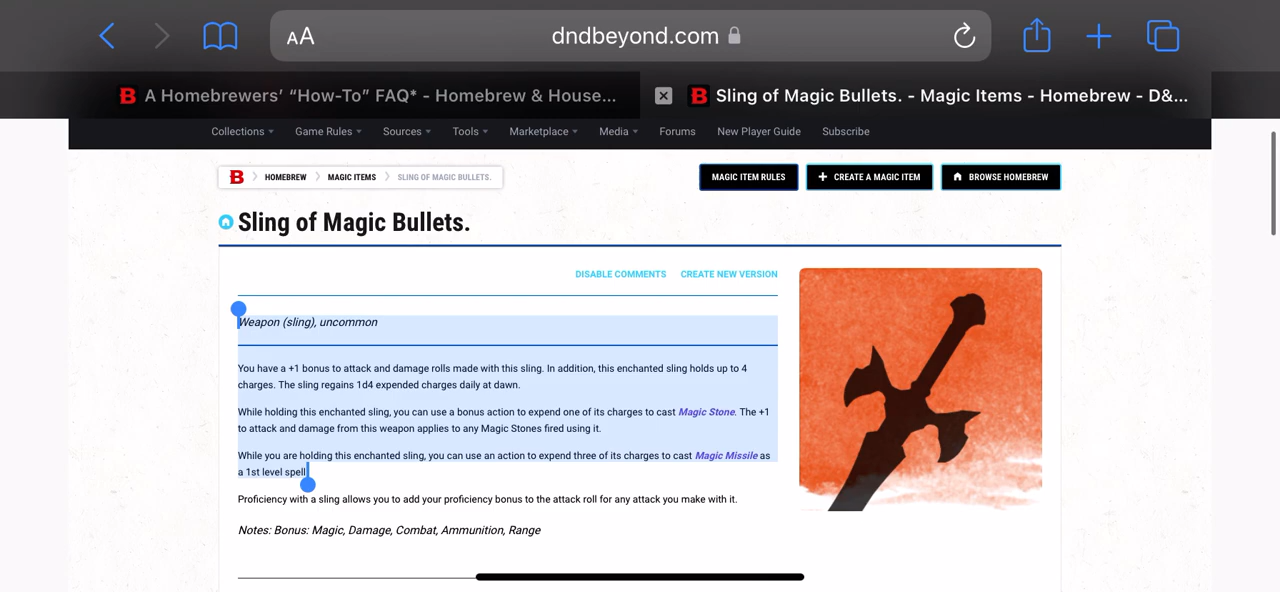 AA dndbeyond.com
B A Homebrewers’ “How-To” FAQ* - Homebrew & House...
B Sling of Magic Bullets. - Magic Items - Homebrew - D&...
Collections Game Rules Sources Tools Marketplace Media Forums New Player Guide Subscribe
B HOMEBREW MAGIC ITEMS SLING OF MAGIC BULLETS.
MAGIC ITEM RULES + CREATE A MAGIC ITEM BROWSE HOMEBREW
Sling of Magic Bullets.
DISABLE COMMENTS CREATE NEW VERSION
Weapon (sling), uncommon
You have a +1 bonus to attack and damage rolls made with this sling. In addition, this enchanted sling holds up to 4
charges. The sling regains 1d4 expended charges daily at dawn.
While holding this enchanted sling, you can use a bonus action to expend one of its charges to cast Magic Stone. The +1
to attack and damage from this weapon applies to any Magic Stones fired using it.
While you are holding this enchanted sling, you can use an action to expend three of its charges to cast Magic Missile as
a 1st level spell
Proficiency with a sling allows you to add your proficiency bonus to the attack roll for any attack you make with it.
Notes: Bonus: Magic, Damage, Combat, Ammunition, Range